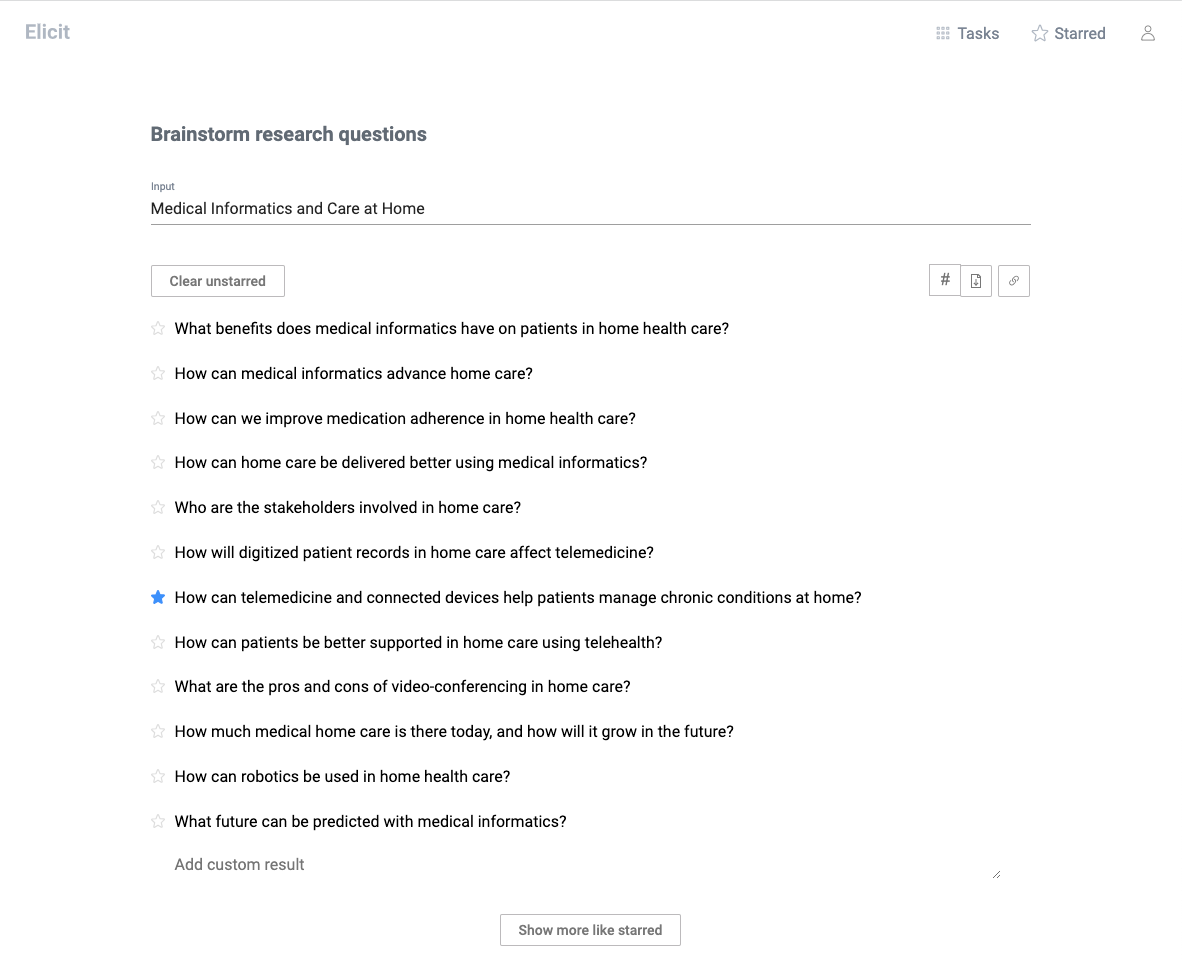 Elicit
Tasks
Starred
Brainstorm research questions
Input
Medical Informatics and Care at Home
Clear unstarred
#
What benefits does medical informatics have on patients in home health care?
How can medical informatics advance home care?
How can we improve medication adherence in home health care?
How can home care be delivered better using medical informatics?
Who are the stakeholders involved in home care?
How will digitized patient records in home care affect telemedicine?
How can telemedicine and connected devices help patients manage chronic conditions at home?
How can patients be better supported in home care using telehealth?
What are the pros and cons of video-conferencing in home care?
How much medical home care is there today, and how will it grow in the future?
How can robotics be used in home health care?
What future can be predicted with medical informatics?
Add custom result
Show more like starred